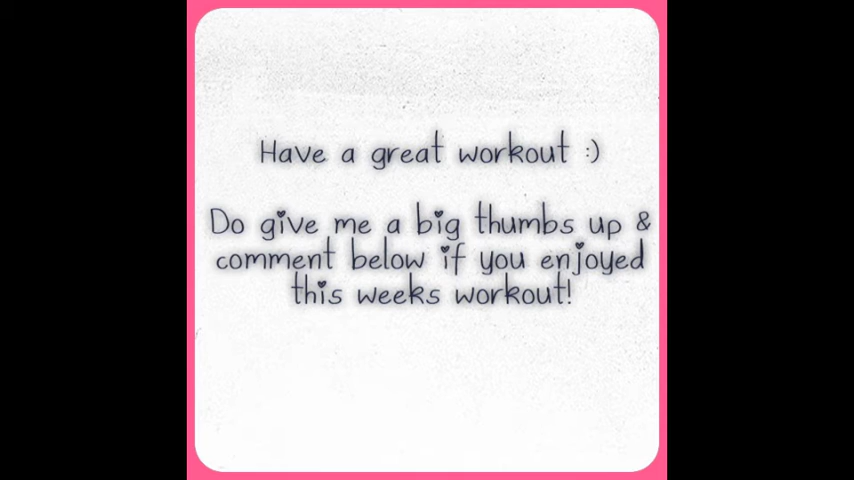 Have a great workout :)
Do give me a big thumbs up &
comment below if you enjoyed
this weeks workout!